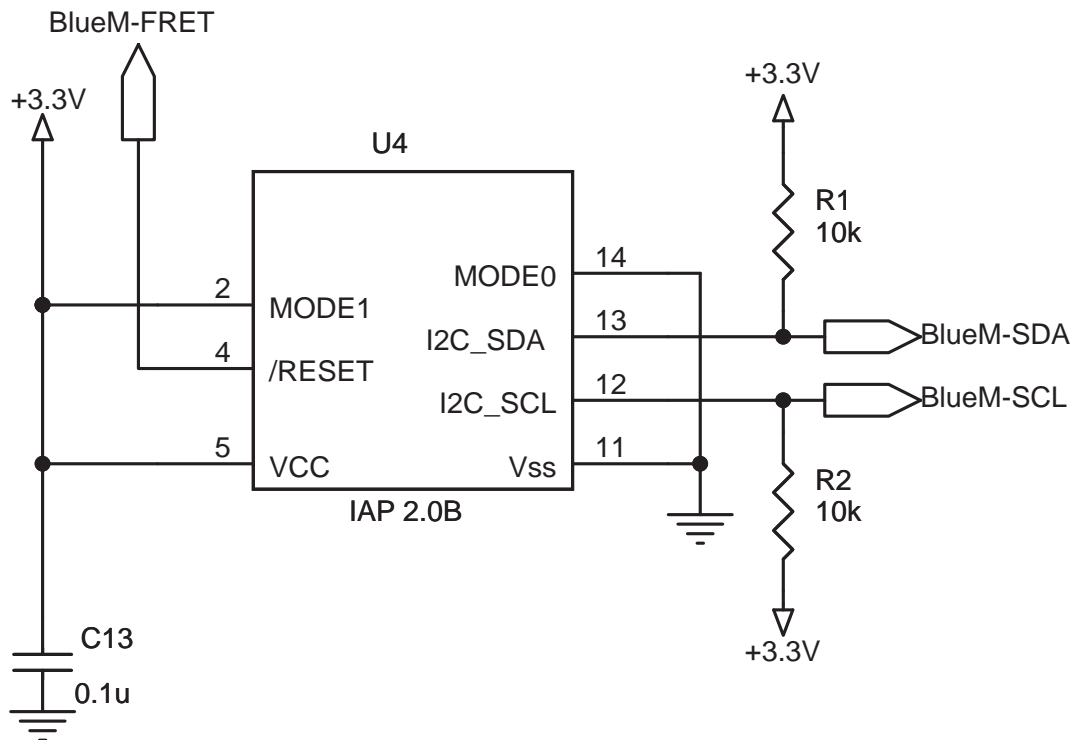 BlueM-FRET
+3.3V
+3.3V
U4
R1
10k
14
MODE0
2
MODE1
13
I2C_SDA
BlueM-SDA
4
/RESET
12
I2C_SCL
BlueM-SCL
5
VCC
11
Vss
R2
10k
IAP 2.0B
C13
+3.3V
0.1u